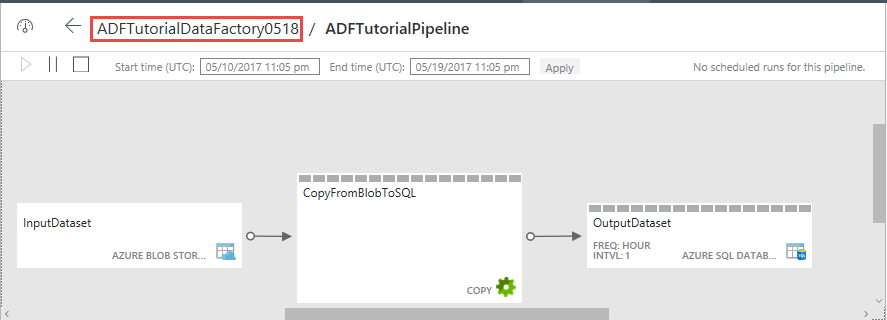 ADFTutorialDataFactory0518 / ADFTutorialPipeline
Start time (UTC): 05/10/2017 11:05 pm End time (UTC): 05/19/2017 11:05 pm Apply No scheduled runs for this pipeline.
CopyFromBlobToSQL
COPY
InputDataset
AZURE BLOB STOR...
OutputDataset
FREQ: HOUR
INTVL: 1
AZURE SQL DATAB...